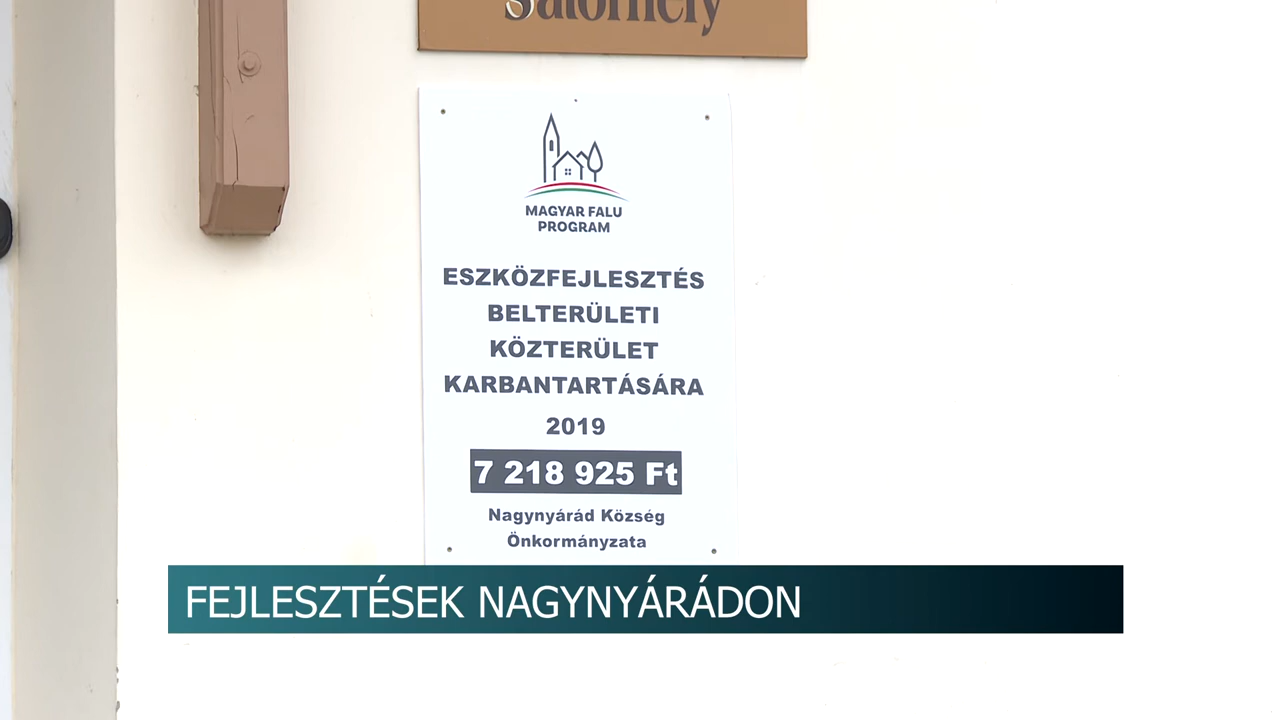 MAGYAR FALU
PROGRAM
ESZKÖZFEJLESZTÉS
BELTERÜLETI
KÖZTERÜLET
KARBANTARTÁSÁRA
2019
7 218 925 Ft
Nagynyárád Község
Önkormányzata
FEJLESZTÉSEK NAGYNYÁRÁDON